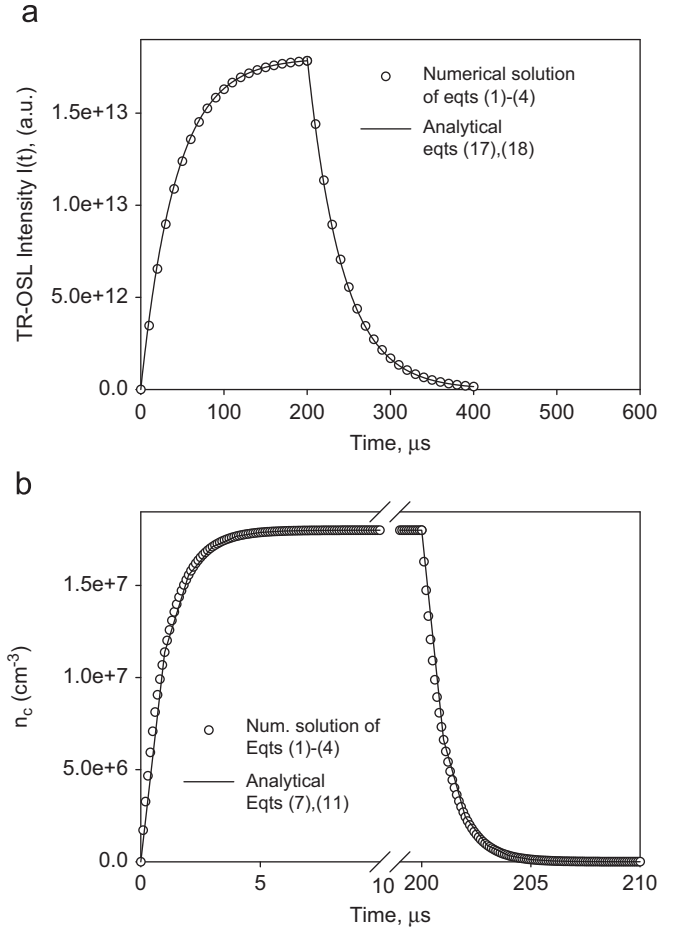 a
TR-OSL Intensity I(t), (a.u.)
1.5e+13
1.0e+13
5.0e+12
0.0
Numerical solution
of eqts (1)-(4)
Analytical
eqts (17),(18)
0 100 200 300 400 500 600
Time, μs
b
n_c (cm^-3)
1.5e+7
1.0e+7
5.0e+6
0.0
Num. solution of
Eqts (1)-(4)
Analytical
Eqts (7),(11)
0 5 10 200 205 210
Time, μs